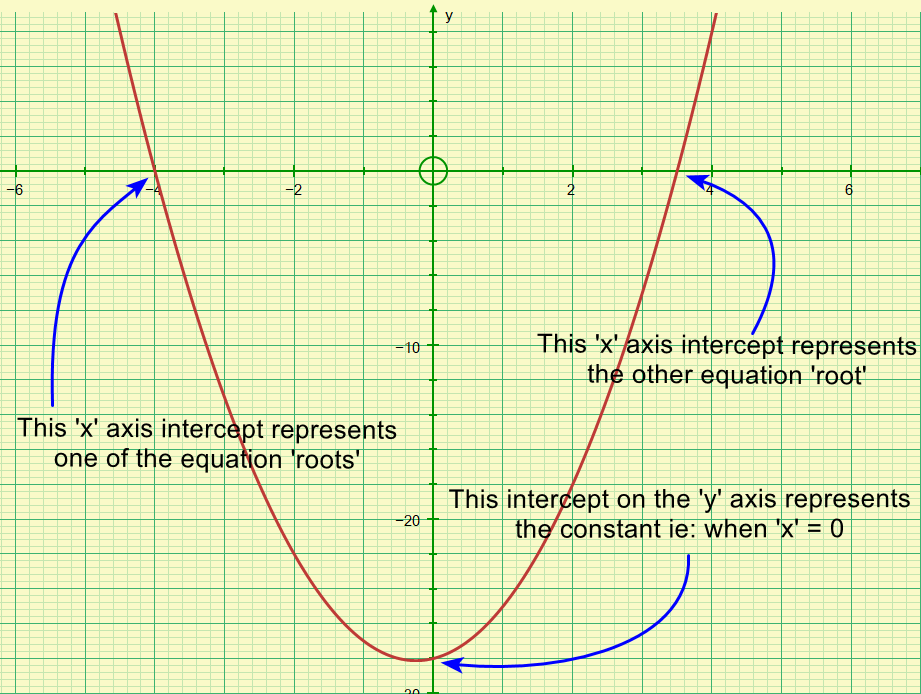 y
−6
−4
−2
2
4
6
−10
This 'x' axis intercept represents
the other equation 'root'
This 'x' axis intercept represents
one of the equation 'roots'
This intercept on the 'y' axis represents
the constant ie: when 'x' = 0
−20